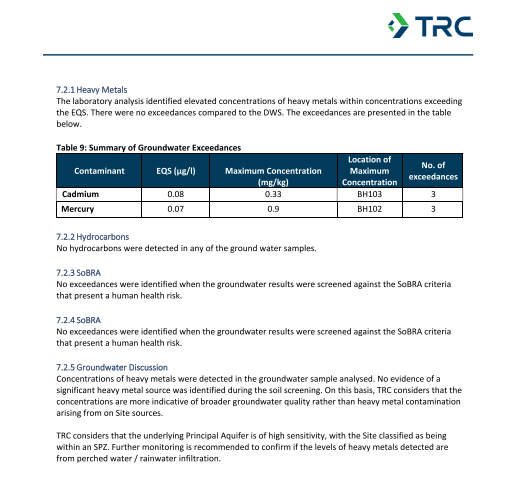 TRC
7.2.1 Heavy Metals
The laboratory analysis identified elevated concentrations of heavy metals within concentrations exceeding
the EQS. There were no exceedances compared to the DWS. The exceedances are presented in the table
below.
Table 9: Summary of Groundwater Exceedances
Contaminant EQS (µg/l) Maximum Concentration (mg/kg) Location of Maximum Concentration No. of exceedances
Cadmium 0.08 0.33 BH103 3
Mercury 0.07 0.9 BH102 3
7.2.2 Hydrocarbons
No hydrocarbons were detected in any of the ground water samples.
7.2.3 SoBRA
No exceedances were identified when the groundwater results were screened against the SoBRA criteria
that present a human health risk.
7.2.4 SoBRA
No exceedances were identified when the groundwater results were screened against the SoBRA criteria
that present a human health risk.
7.2.5 Groundwater Discussion
Concentrations of heavy metals were detected in the groundwater sample analysed. No evidence of a
significant heavy metal source was identified during the soil screening. On this basis, TRC considers that the
concentrations are more indicative of broader groundwater quality rather than heavy metal contamination
arising from on Site sources.
TRC considers that the underlying Principal Aquifer is of high sensitivity, with the Site classified as being
within an SPZ. Further monitoring is recommended to confirm if the levels of heavy metals detected are
from perched water / rainwater infiltration.